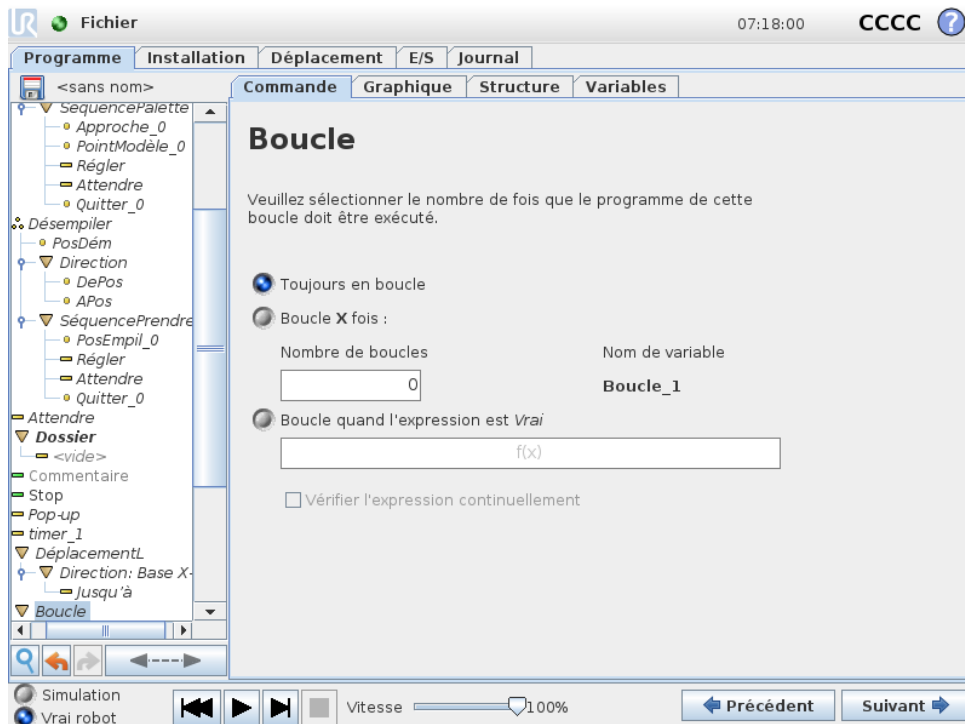 UR Fichier 07:18:00 CCCC ?
Programme Installation Déplacement E/S Journal
<sans nom> Commande Graphique Structure Variables
SéquencePalette
Approche_0
PointModèle_0
Régler
Attendre
Quitter_0
Désempiler
PosDém
Direction
DePos
APos
SéquencePrendre
PosEmpil_0
Régler
Attendre
Quitter_0
Attendre
Dossier
<vide>
Commentaire
Stop
Pop-up
timer_1
DéplacementL
Direction: Base X-
Jusqu'à
Boucle
Boucle
Veuillez sélectionner le nombre de fois que le programme de cette
boucle doit être exécuté.
Toujours en boucle
Boucle X fois :
Nombre de boucles Nom de variable
0 Boucle_1
Boucle quand l'expression est Vrai
f(x)
Vérifier l'expression continuellement
Simulation
Vrai robot
Vitesse 100%
Précédent Suivant